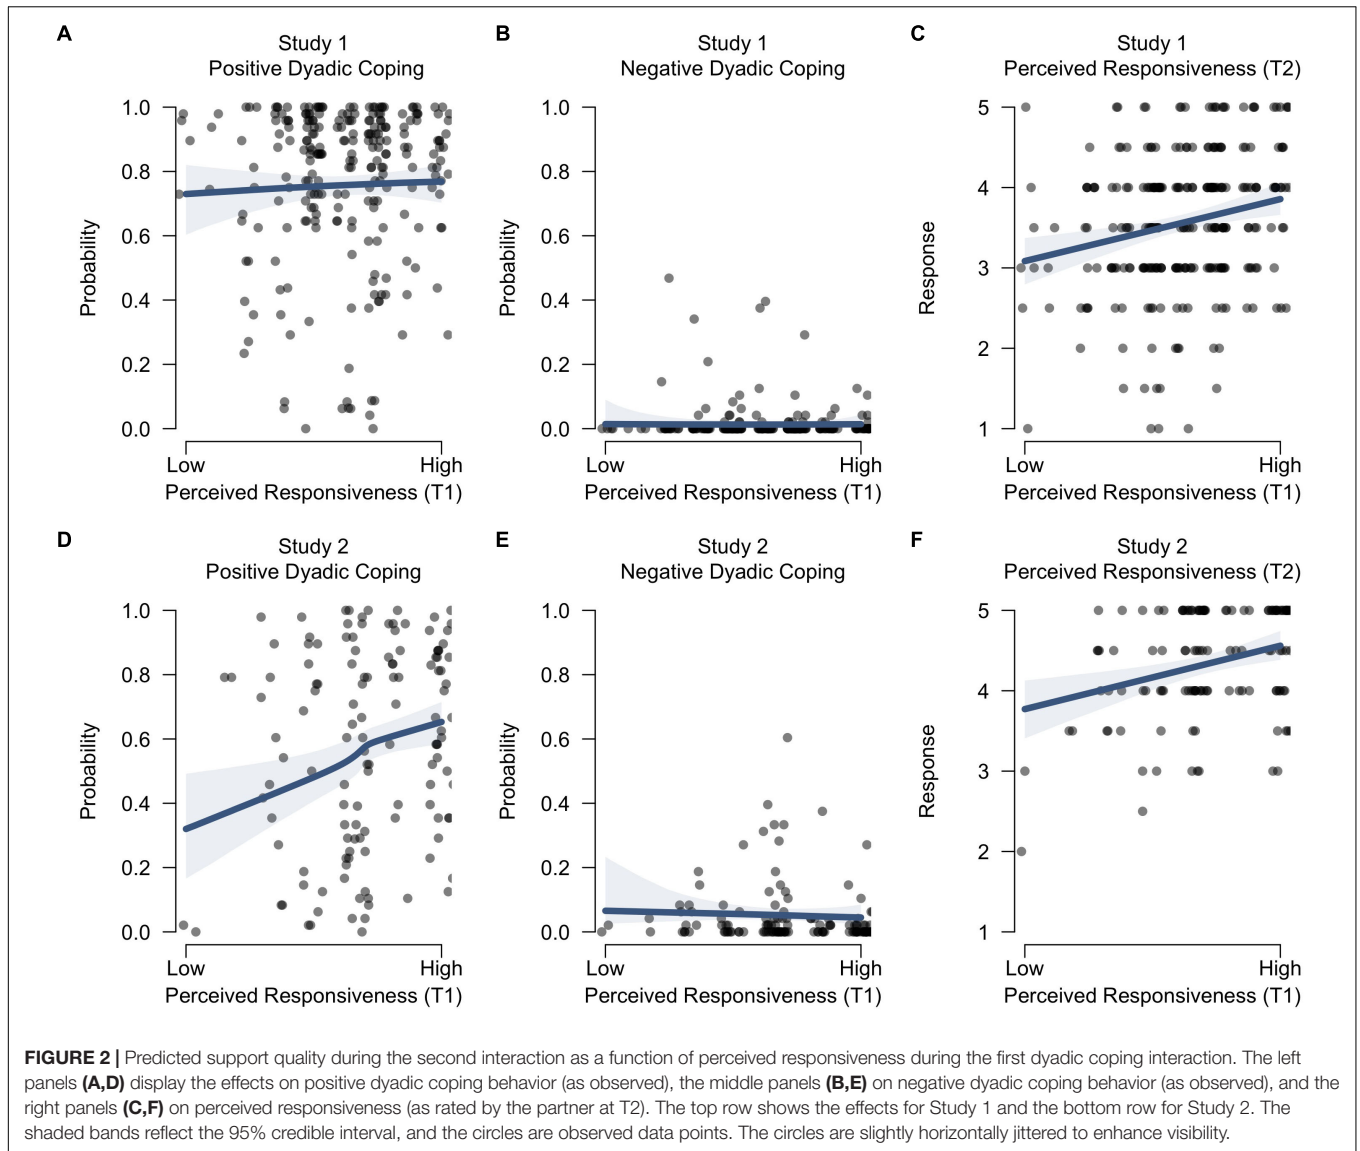 A
Study 1
Positive Dyadic Coping
1.0
0.8
0.6
0.4
0.2
0.0
Probability
Low
High
Perceived Responsiveness (T1)
B
Study 1
Negative Dyadic Coping
1.0
0.8
0.6
0.4
0.2
0.0
Probability
Low
High
Perceived Responsiveness (T1)
C
Study 1
Perceived Responsiveness (T2)
5
4
3
2
1
Response
Low
High
Perceived Responsiveness (T1)
D
Study 2
Positive Dyadic Coping
1.0
0.8
0.6
0.4
0.2
0.0
Probability
Low
High
Perceived Responsiveness (T1)
E
Study 2
Negative Dyadic Coping
1.0
0.8
0.6
0.4
0.2
0.0
Probability
Low
High
Perceived Responsiveness (T1)
F
Study 2
Perceived Responsiveness (T2)
5
4
3
2
1
Response
Low
High
Perceived Responsiveness (T1)
FIGURE 2 | Predicted support quality during the second interaction as a function of perceived responsiveness during the first dyadic coping interaction. The left
panels (A,D) display the effects on positive dyadic coping behavior (as observed), the middle panels (B,E) on negative dyadic coping behavior (as observed), and the
right panels (C,F) on perceived responsiveness (as rated by the partner at T2). The top row shows the effects for Study 1 and the bottom row for Study 2. The
shaded bands reflect the 95% credible interval, and the circles are observed data points. The circles are slightly horizontally jittered to enhance visibility.